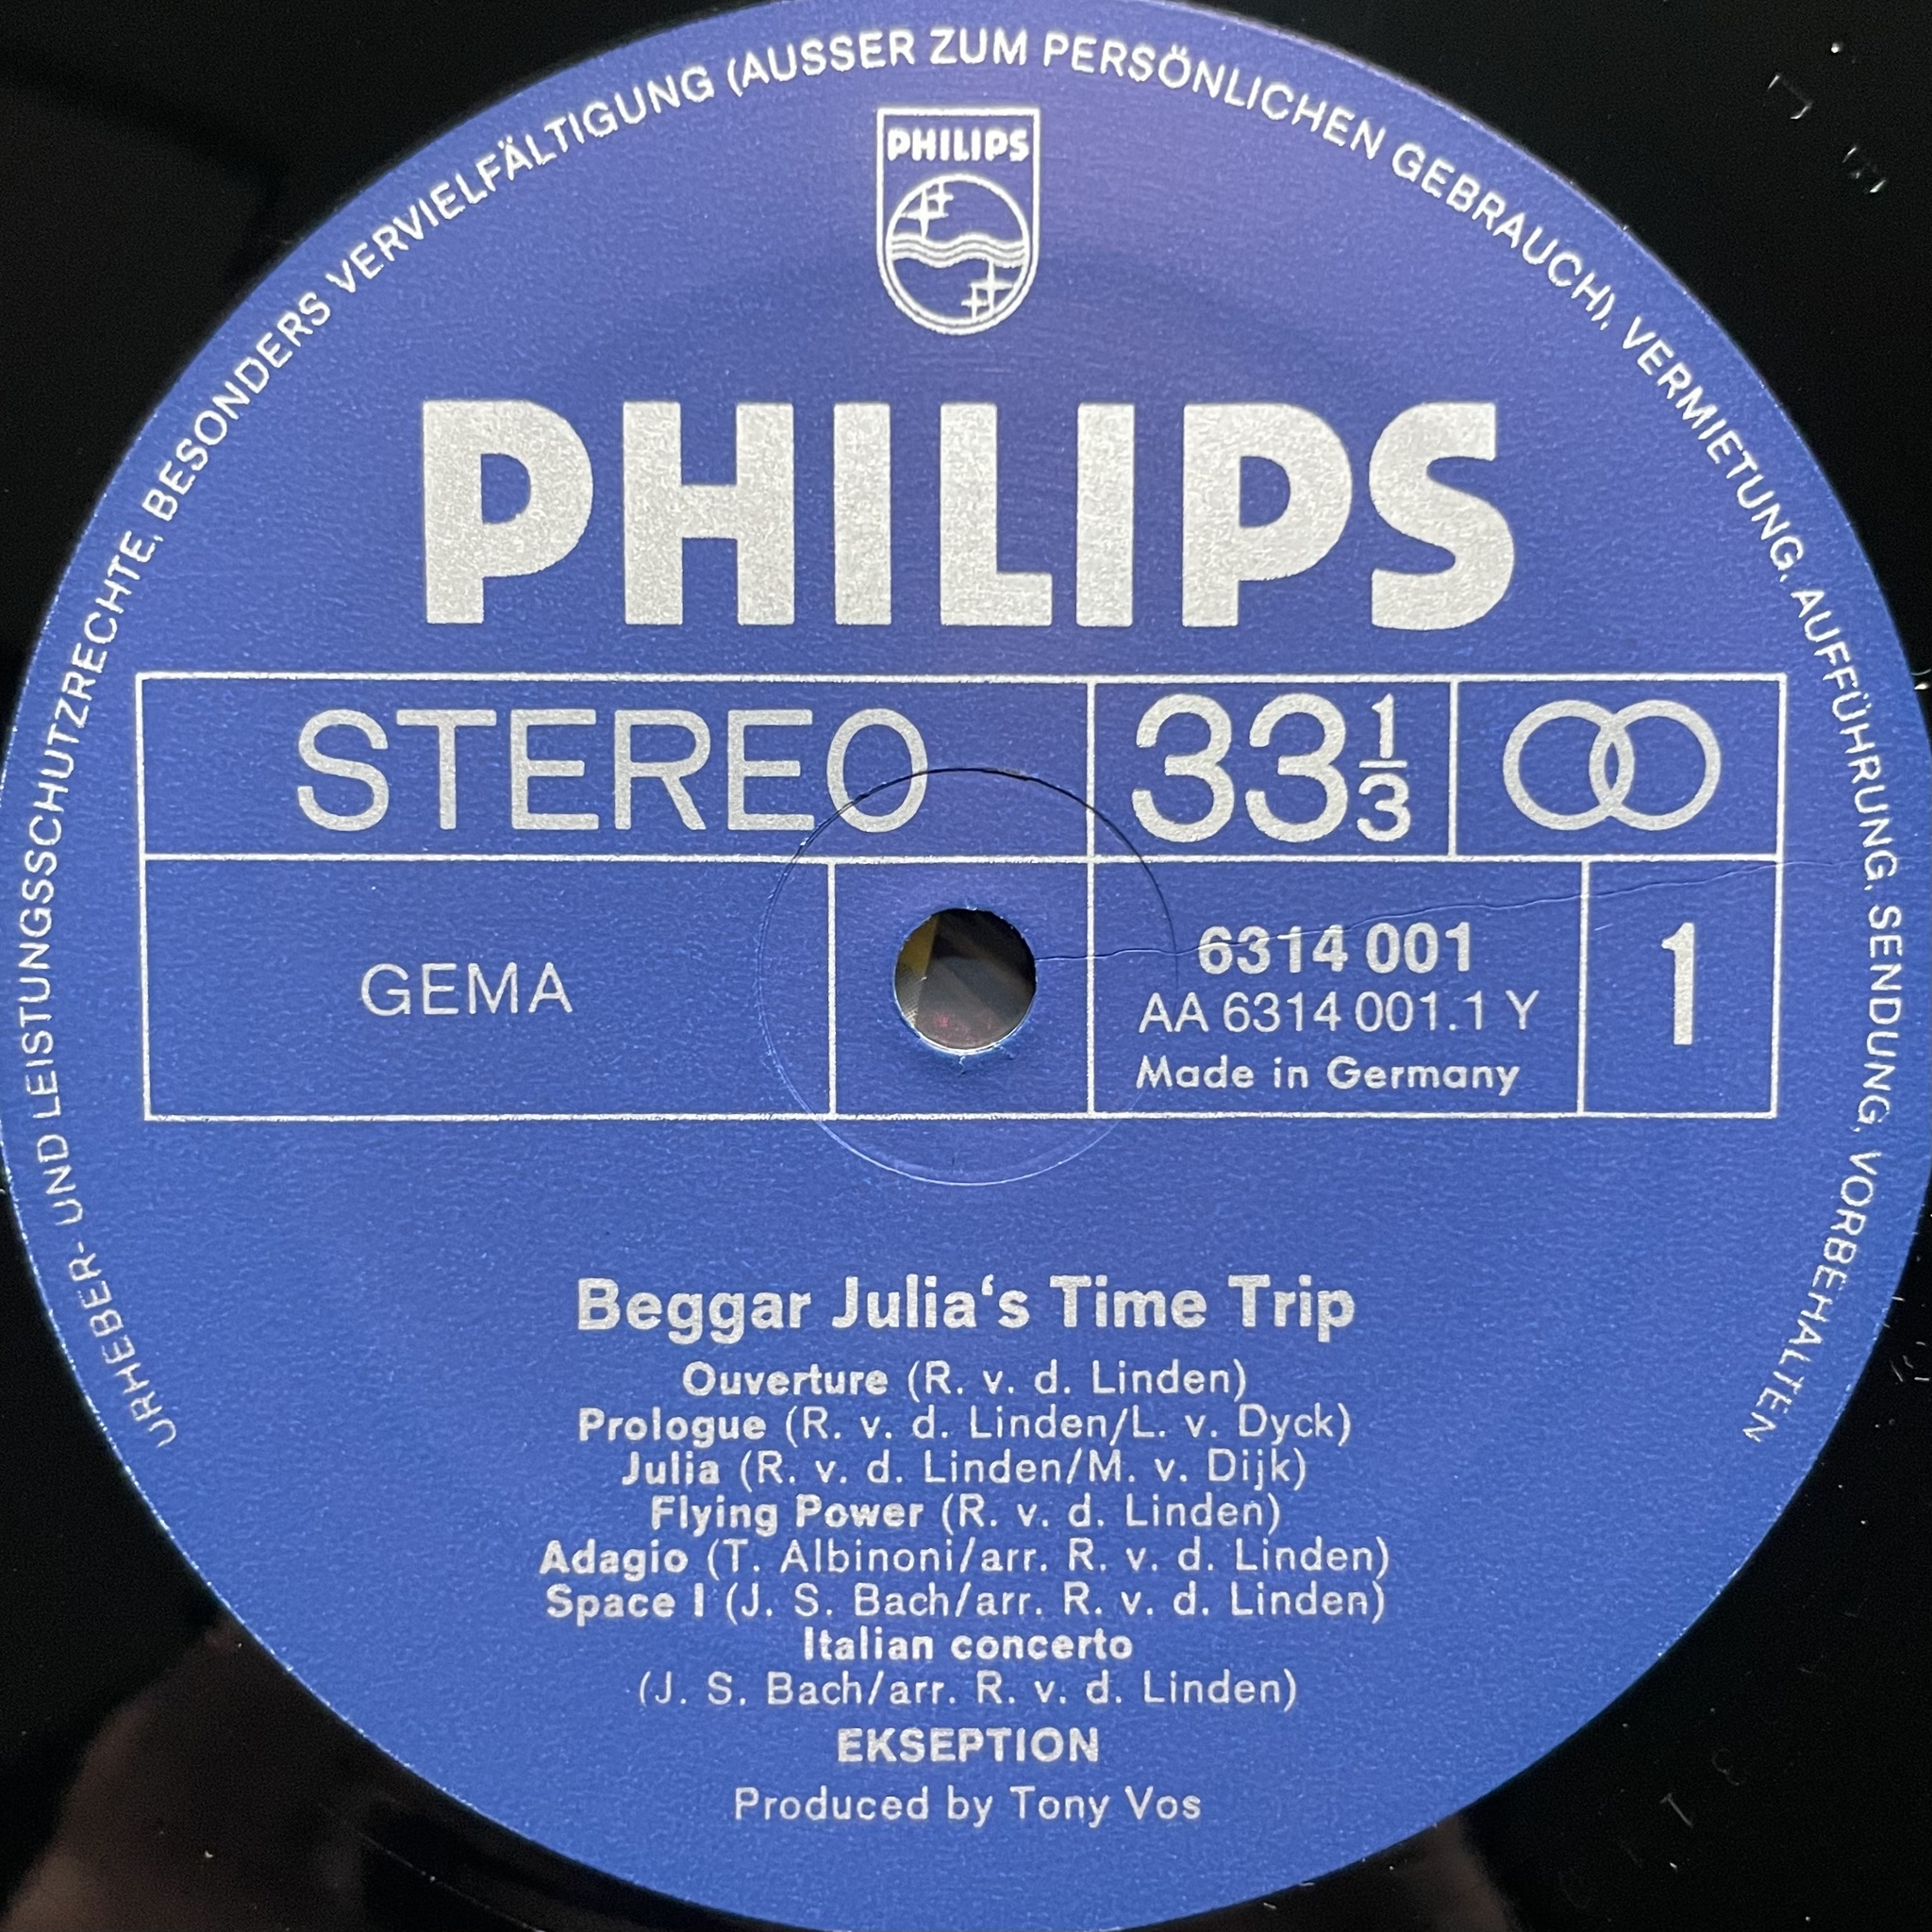 URHEBER- UND LEISTUNGSSCHUTZRECHTE, BESONDERS VERVIELFÄLTIGUNG (AUSSER ZUM PERSÖNLICHEN GEBRAUCH), VERMIETUNG, AUFFÜHRUNG, SENDUNG, VORBEHALTEN
PHILIPS
PHILIPS
STEREO
33 1/3
GEMA
6314 001
AA 6314 001.1 Y
Made in Germany
1
Beggar Julia‘s Time Trip
Ouverture (R. v. d. Linden)
Prologue (R. v. d. Linden/L. v. Dyck)
Julia (R. v. d. Linden/M. v. Dijk)
Flying Power (R. v. d. Linden)
Adagio (T. Albinoni/arr. R. v. d. Linden)
Space I (J. S. Bach/arr. R. v. d. Linden)
Italian concerto
(J. S. Bach/arr. R. v. d. Linden)
EKSEPTION
Produced by Tony Vos